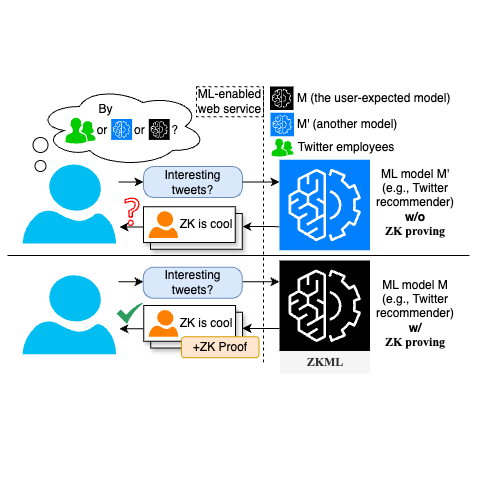 By
or or ?
ML-enabled
web service
M (the user-expected model)
M' (another model)
Twitter employees
Interesting
tweets?
ZK is cool
?
ML model M'
(e.g., Twitter
recommender)
w/o
ZK proving
Interesting
tweets?
ZK is cool
+ZK Proof
ZKML
ML model M
(e.g., Twitter
recommender)
w/
ZK proving